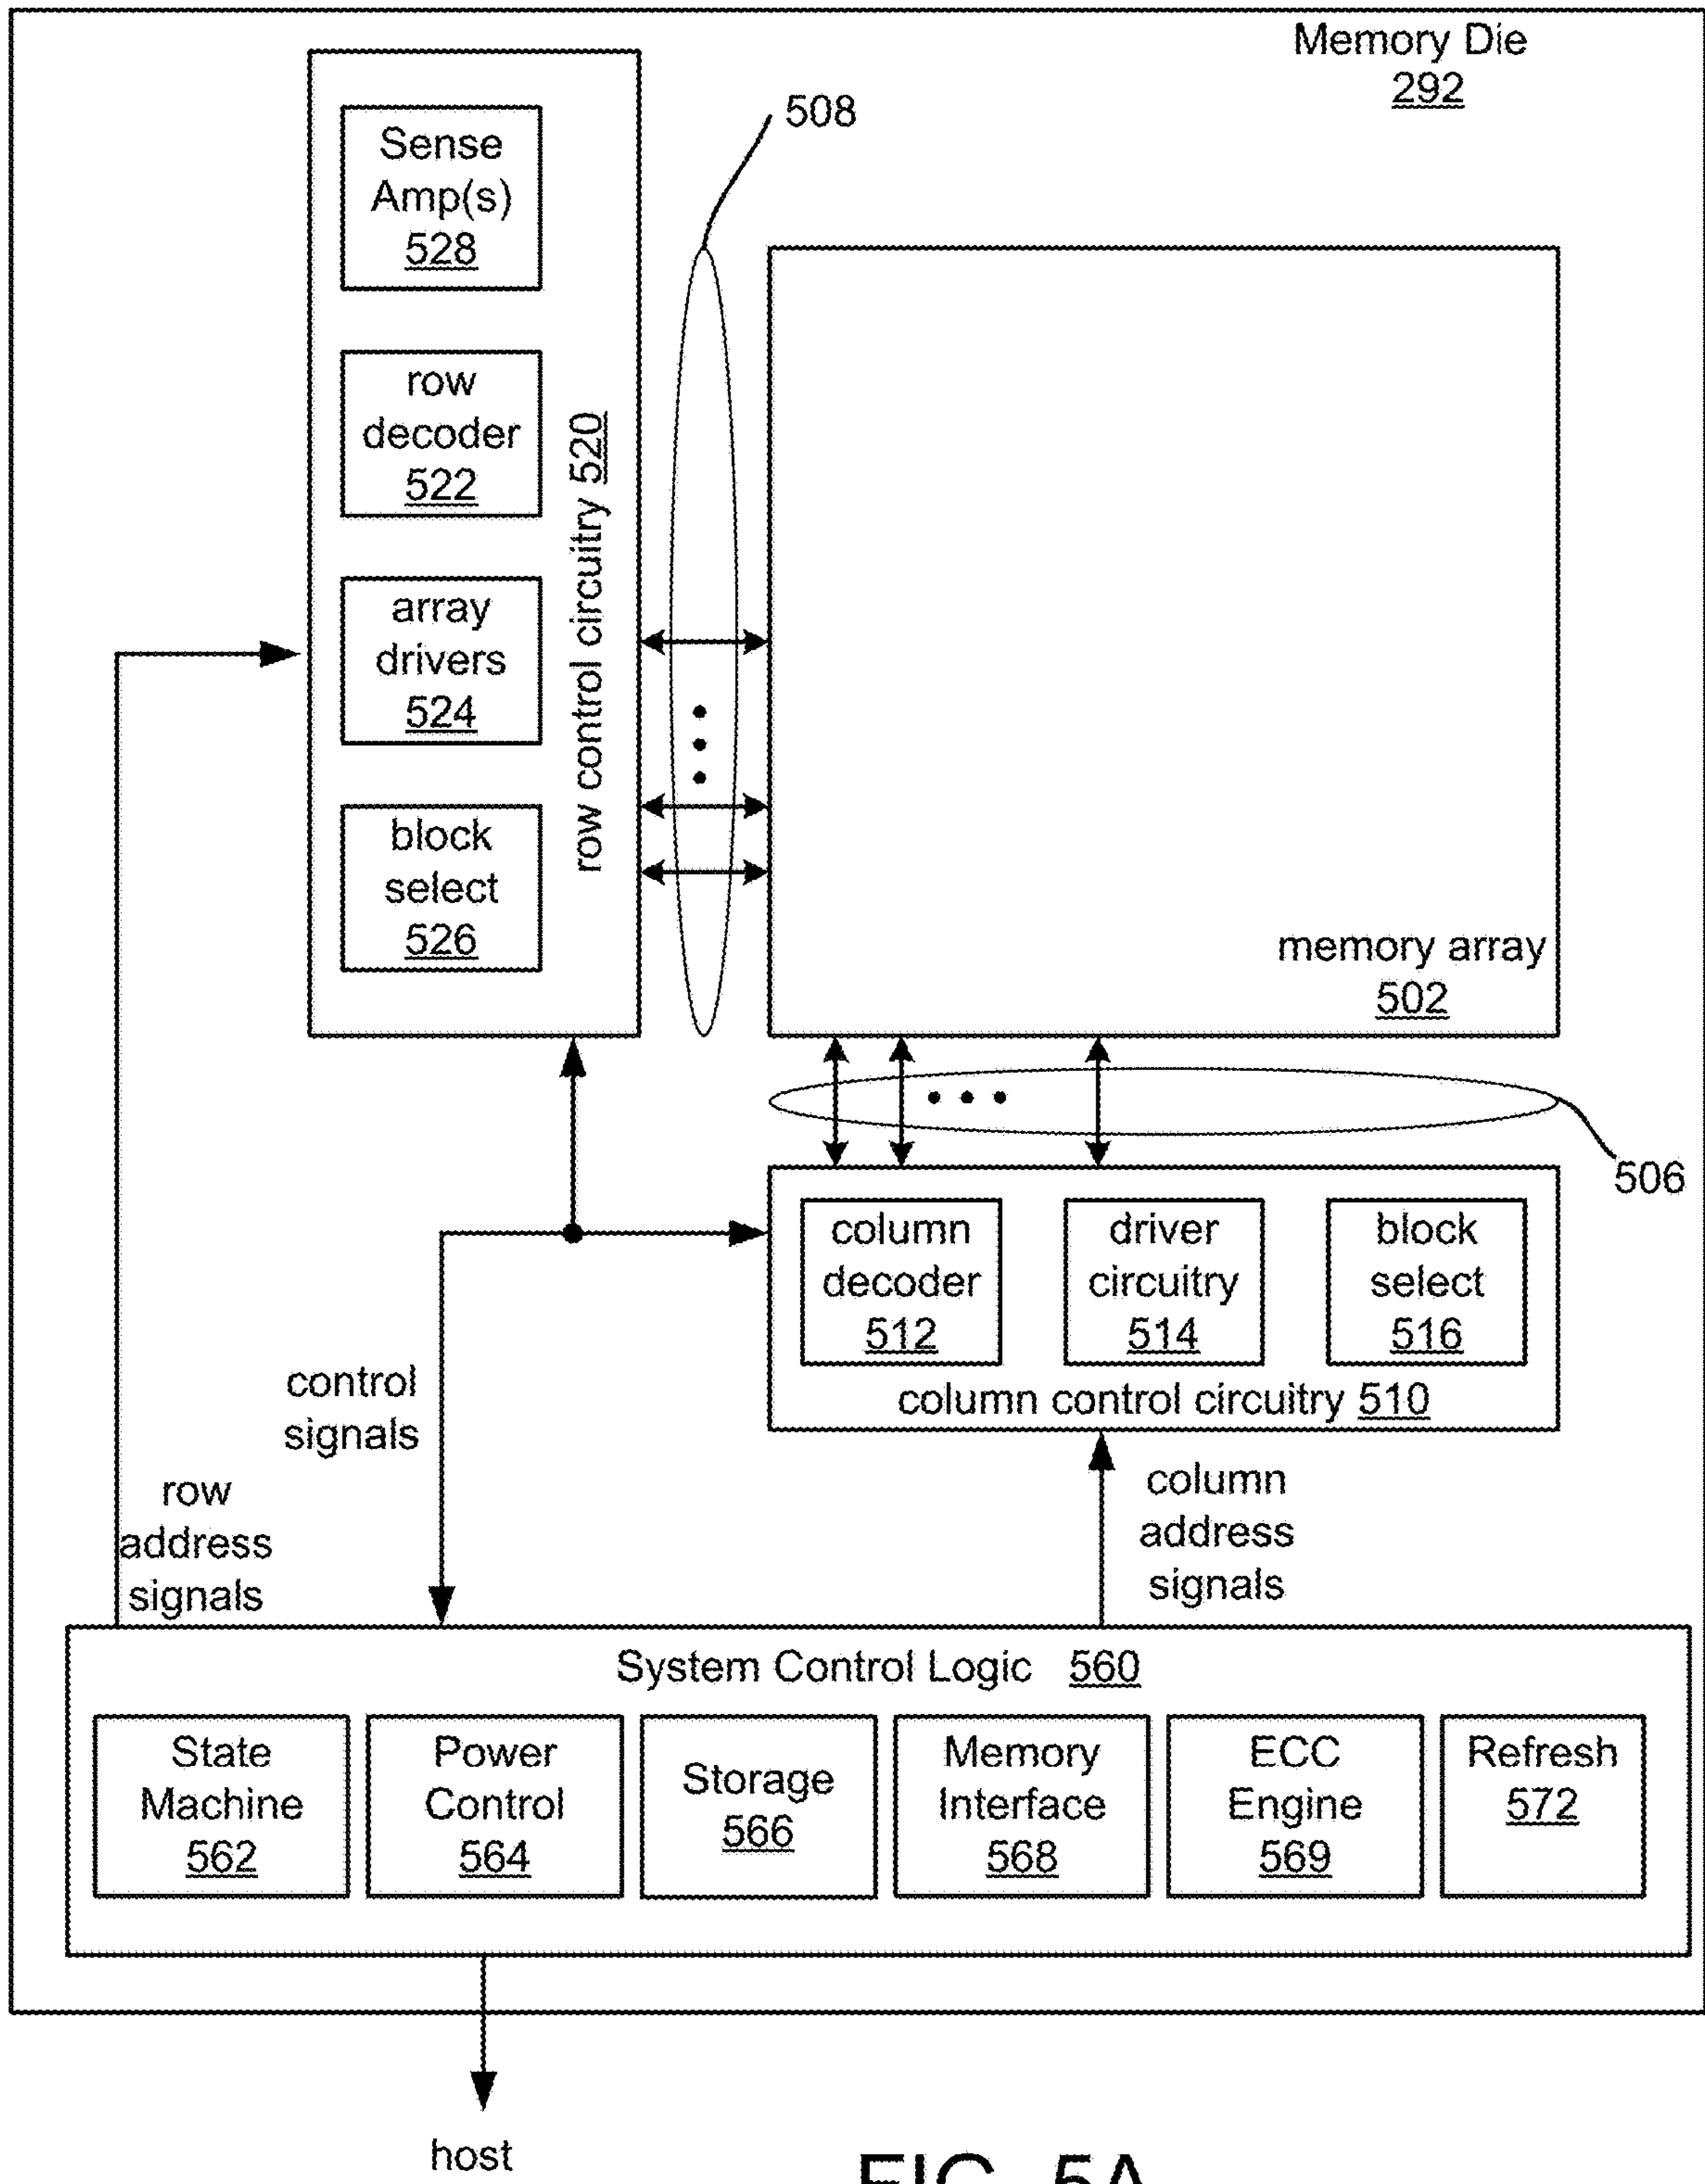 Memory Die
292
508
Sense
Amp(s)
528
row
decoder
522
array
drivers
524
block
select
526
row control circuitry 520
memory array
502
506
column
decoder
512
driver
circuitry
514
block
select
516
column control circuitry 510
control
signals
row
address
signals
column
address
signals
System Control Logic 560
State
Machine
562
Power
Control
564
Storage
566
Memory
Interface
568
ECC
Engine
569
Refresh
572
host
FIG. 5A